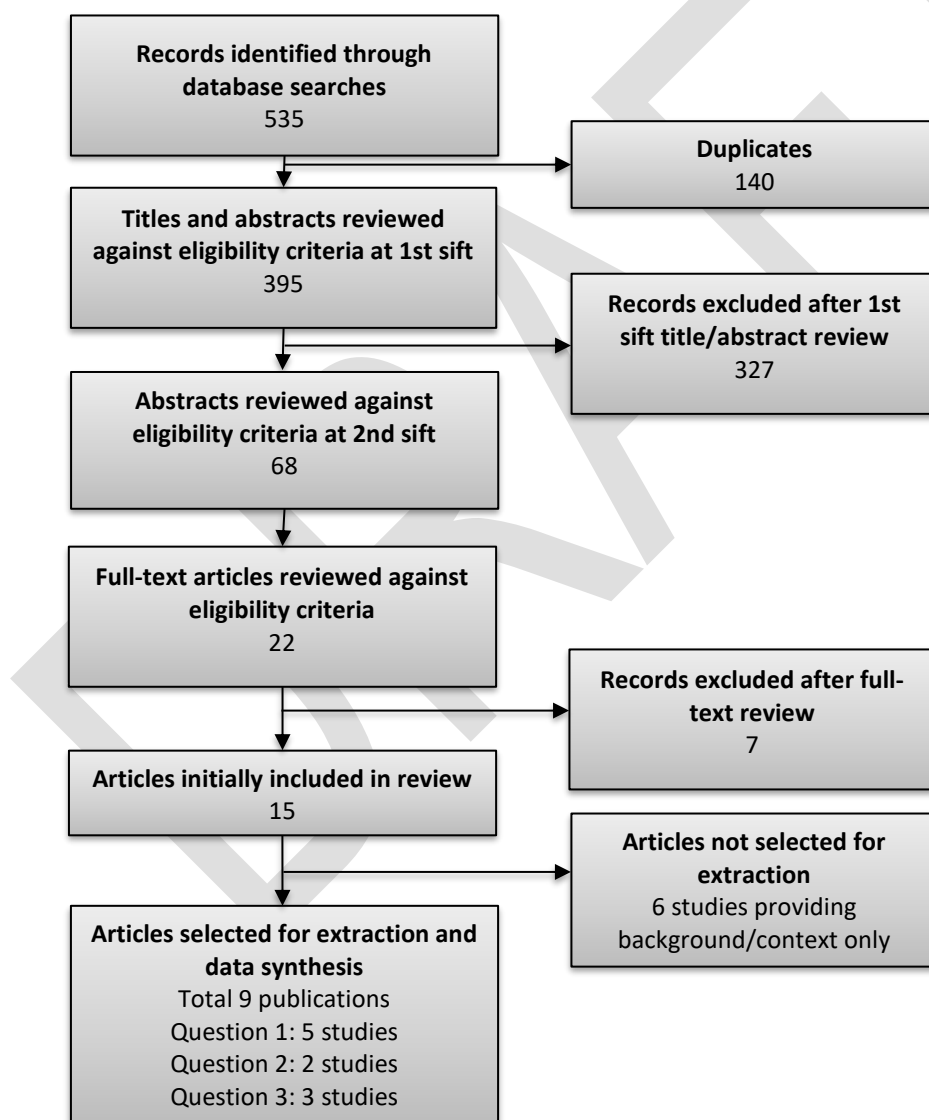 Records identified through
database searches
535
Duplicates
140
Titles and abstracts reviewed
against eligibility criteria at 1st sift
395
Records excluded after 1st
sift title/abstract review
327
Abstracts reviewed against
eligibility criteria at 2nd sift
68
Full-text articles reviewed against
eligibility criteria
22
Records excluded after full-
text review
7
Articles initially included in review
15
Articles not selected for
extraction
6 studies providing
background/context only
Articles selected for extraction and
data synthesis
Total 9 publications
Question 1: 5 studies
Question 2: 2 studies
Question 3: 3 studies
DRAFT